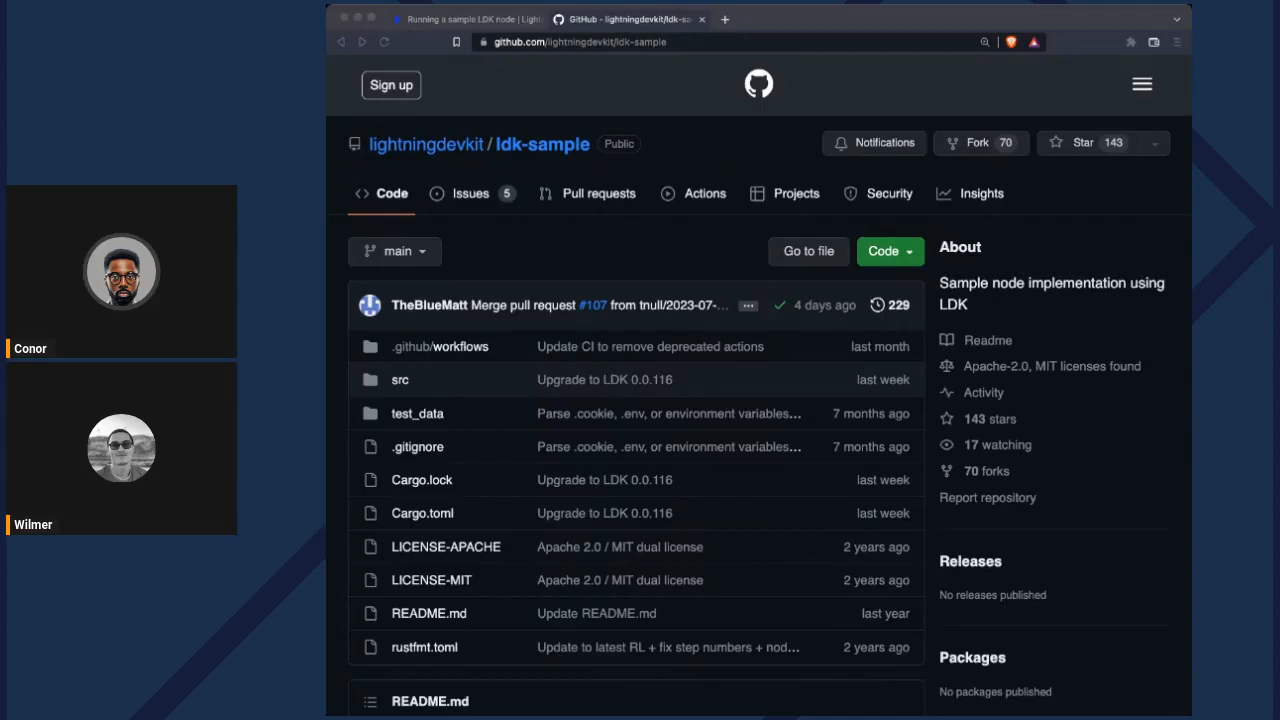 Running a sample LDK node | Light
GitHub - lightningdevkit/ldk-sa
github.com/lightningdevkit/ldk-sample
Sign up
lightningdevkit / ldk-sample Public
Notifications
Fork 70
Star 143
Code
Issues 5
Pull requests
Actions
Projects
Security
Insights
main
Go to file
Code
TheBlueMatt Merge pull request #107 from tnull/2023-07-... ··· 4 days ago 229
.github/workflows Update CI to remove deprecated actions last month
src Upgrade to LDK 0.0.116 last week
test_data Parse .cookie, .env, or environment variables... 7 months ago
.gitignore Parse .cookie, .env, or environment variables... 7 months ago
Cargo.lock Upgrade to LDK 0.0.116 last week
Cargo.toml Upgrade to LDK 0.0.116 last week
LICENSE-APACHE Apache 2.0 / MIT dual license 2 years ago
LICENSE-MIT Apache 2.0 / MIT dual license 2 years ago
README.md Update README.md last year
rustfmt.toml Update to latest RL + fix step numbers + nod... 2 years ago
README.md
About
Sample node implementation using
LDK
Readme
Apache-2.0, MIT licenses found
Activity
143 stars
17 watching
70 forks
Report repository
Releases
No releases published
Packages
No packages published
Conor
Wilmer